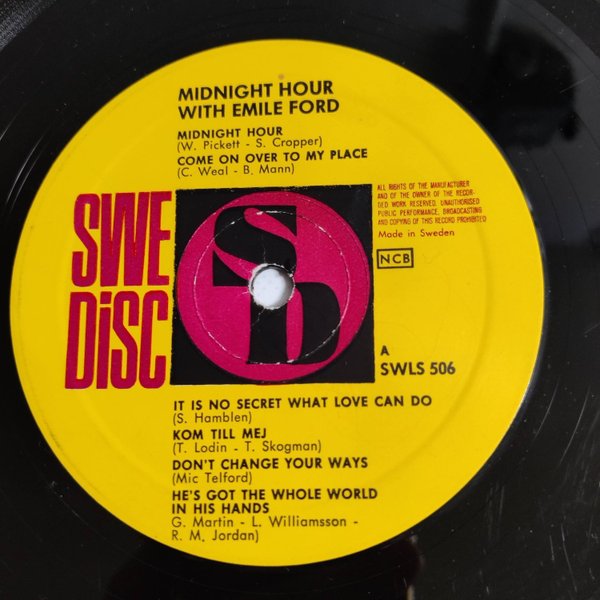 MIDNIGHT HOUR
WITH EMILE FORD
MIDNIGHT HOUR
(W. Pickett - S. Cropper)
COME ON OVER TO MY PLACE
(C. Weal - B. Mann)
ALL RIGHTS OF THE MANUFACTURER
AND OF THE OWNER OF THE RECOR-
DED WORK RESERVED. UNAUTHORISED
PUBLIC PERFORMANCE, BROADCASTING
AND COPYING OF THIS RECORD PROHIBITED
Made in Sweden
NCB
SWE
DiSC
SD
A
SWLS 506
IT IS NO SECRET WHAT LOVE CAN DO
(S. Hamblen)
KOM TILL MEJ
(T. Lodin - T. Skogman)
DON'T CHANGE YOUR WAYS
(Mic Telford)
HE'S GOT THE WHOLE WORLD
IN HIS HANDS
G. Martin - L. Williamsson -
R. M. Jordan)